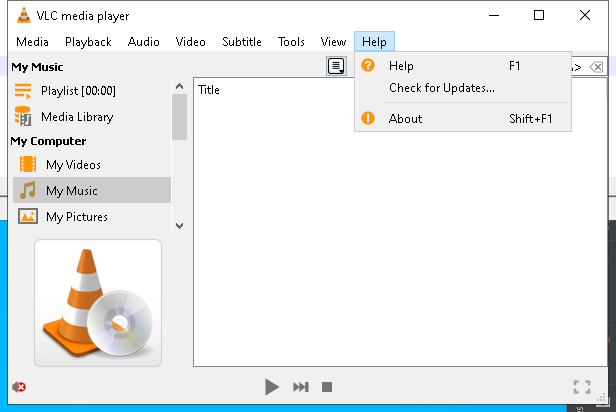 VLC media player
Media Playback Audio Video Subtitle Tools View Help
My Music
Playlist [00:00]
Media Library
My Computer
My Videos
My Music
My Pictures
Title
Help F1
Check for Updates...
About Shift+F1